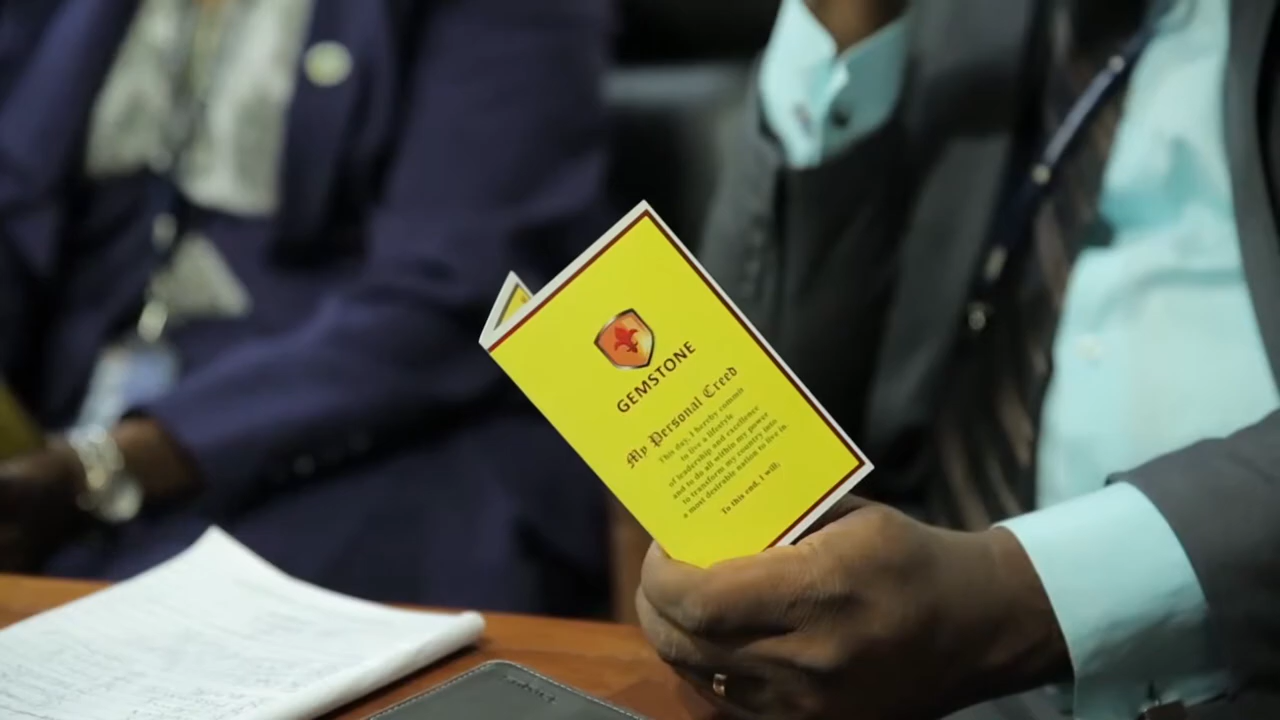 GEMSTONE
My Personal Creed
This day, I hereby commit
to live a lifestyle
of leadership and excellence
and to do all within my power
to transform my country into
a most desirable nation to live in.
To this end, I will;